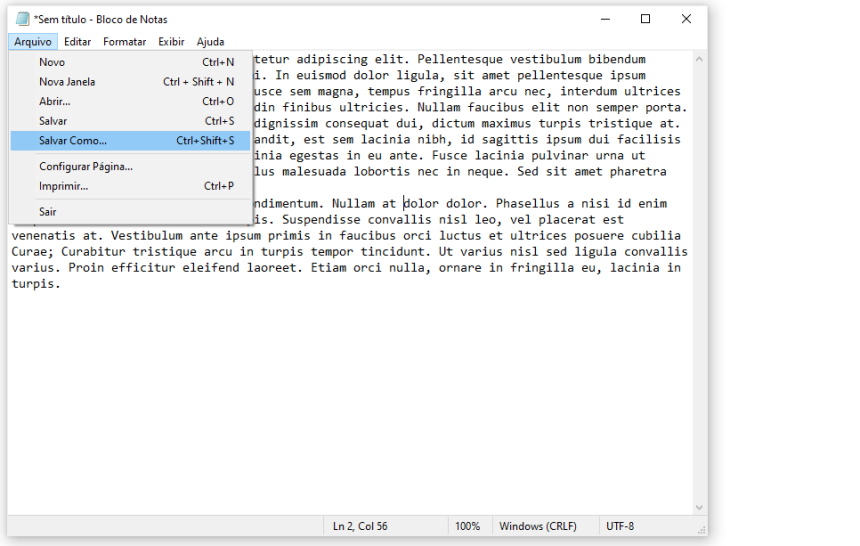 *Sem título - Bloco de Notas
Arquivo Editar Formatar Exibir Ajuda
Novo Ctrl+N
Nova Janela Ctrl + Shift + N
Abrir... Ctrl+O
Salvar Ctrl+S
Salvar Como... Ctrl+Shift+S
Configurar Página...
Imprimir... Ctrl+P
Sair
tetur adipiscing elit. Pellentesque vestibulum bibendum
i. In euismod dolor ligula, sit amet pellentesque ipsum
usce sem magna, tempus fringilla arcu nec, interdum ultrices
din finibus ultricies. Nullam faucibus elit non semper porta.
dignissim consequat dui, dictum maximus turpis tristique at.
andit, est sem lacinia nibh, id sagittis ipsum dui facilisis
inia egestas in eu ante. Fusce lacinia pulvinar urna ut
lus malesuada lobortis nec in neque. Sed sit amet pharetra
ndimentum. Nullam at dolor dolor. Phasellus a nisi id enim
is. Suspendisse convallis nisl leo, vel placerat est
venenatis at. Vestibulum ante ipsum primis in faucibus orci luctus et ultrices posuere cubilia
Curae; Curabitur tristique arcu in turpis tempor tincidunt. Ut varius nisl sed ligula convallis
varius. Proin efficitur eleifend laoreet. Etiam orci nulla, ornare in fringilla eu, lacinia in
turpis.
Ln 2, Col 56 100% Windows (CRLF) UTF-8